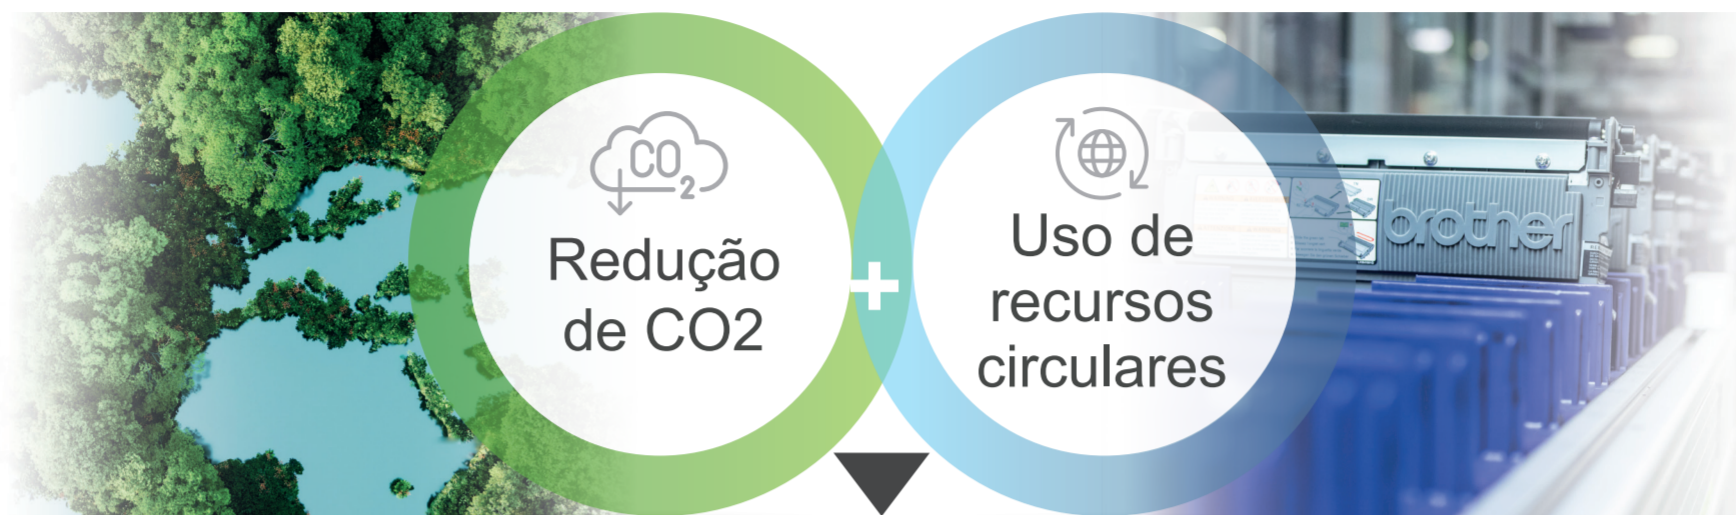 CO2
Redução
de CO2
+
Uso de
recursos
circulares
brother